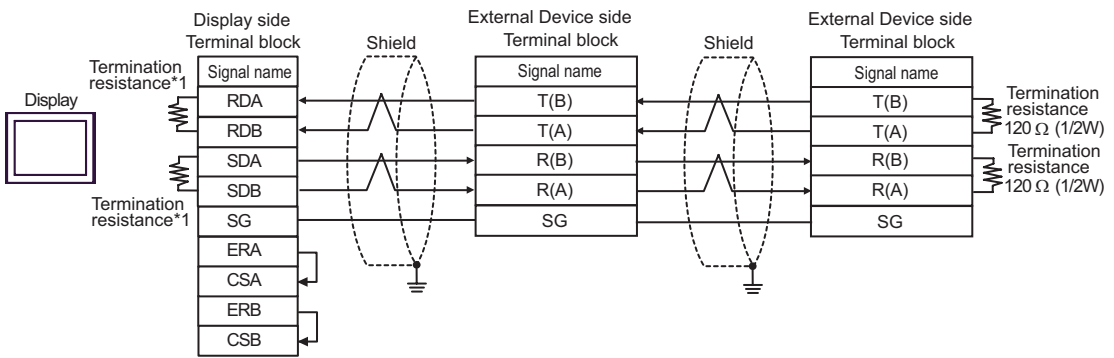 Display
Termination
resistance*1
Termination
resistance*1
Display side
Terminal block
Signal name
RDA
RDB
SDA
SDB
SG
ERA
CSA
ERB
CSB
Shield
External Device side
Terminal block
Signal name
T(B)
T(A)
R(B)
R(A)
SG
Shield
External Device side
Terminal block
Signal name
T(B)
T(A)
R(B)
R(A)
SG
Termination
resistance
120 Ω (1/2W)
Termination
resistance
120 Ω (1/2W)